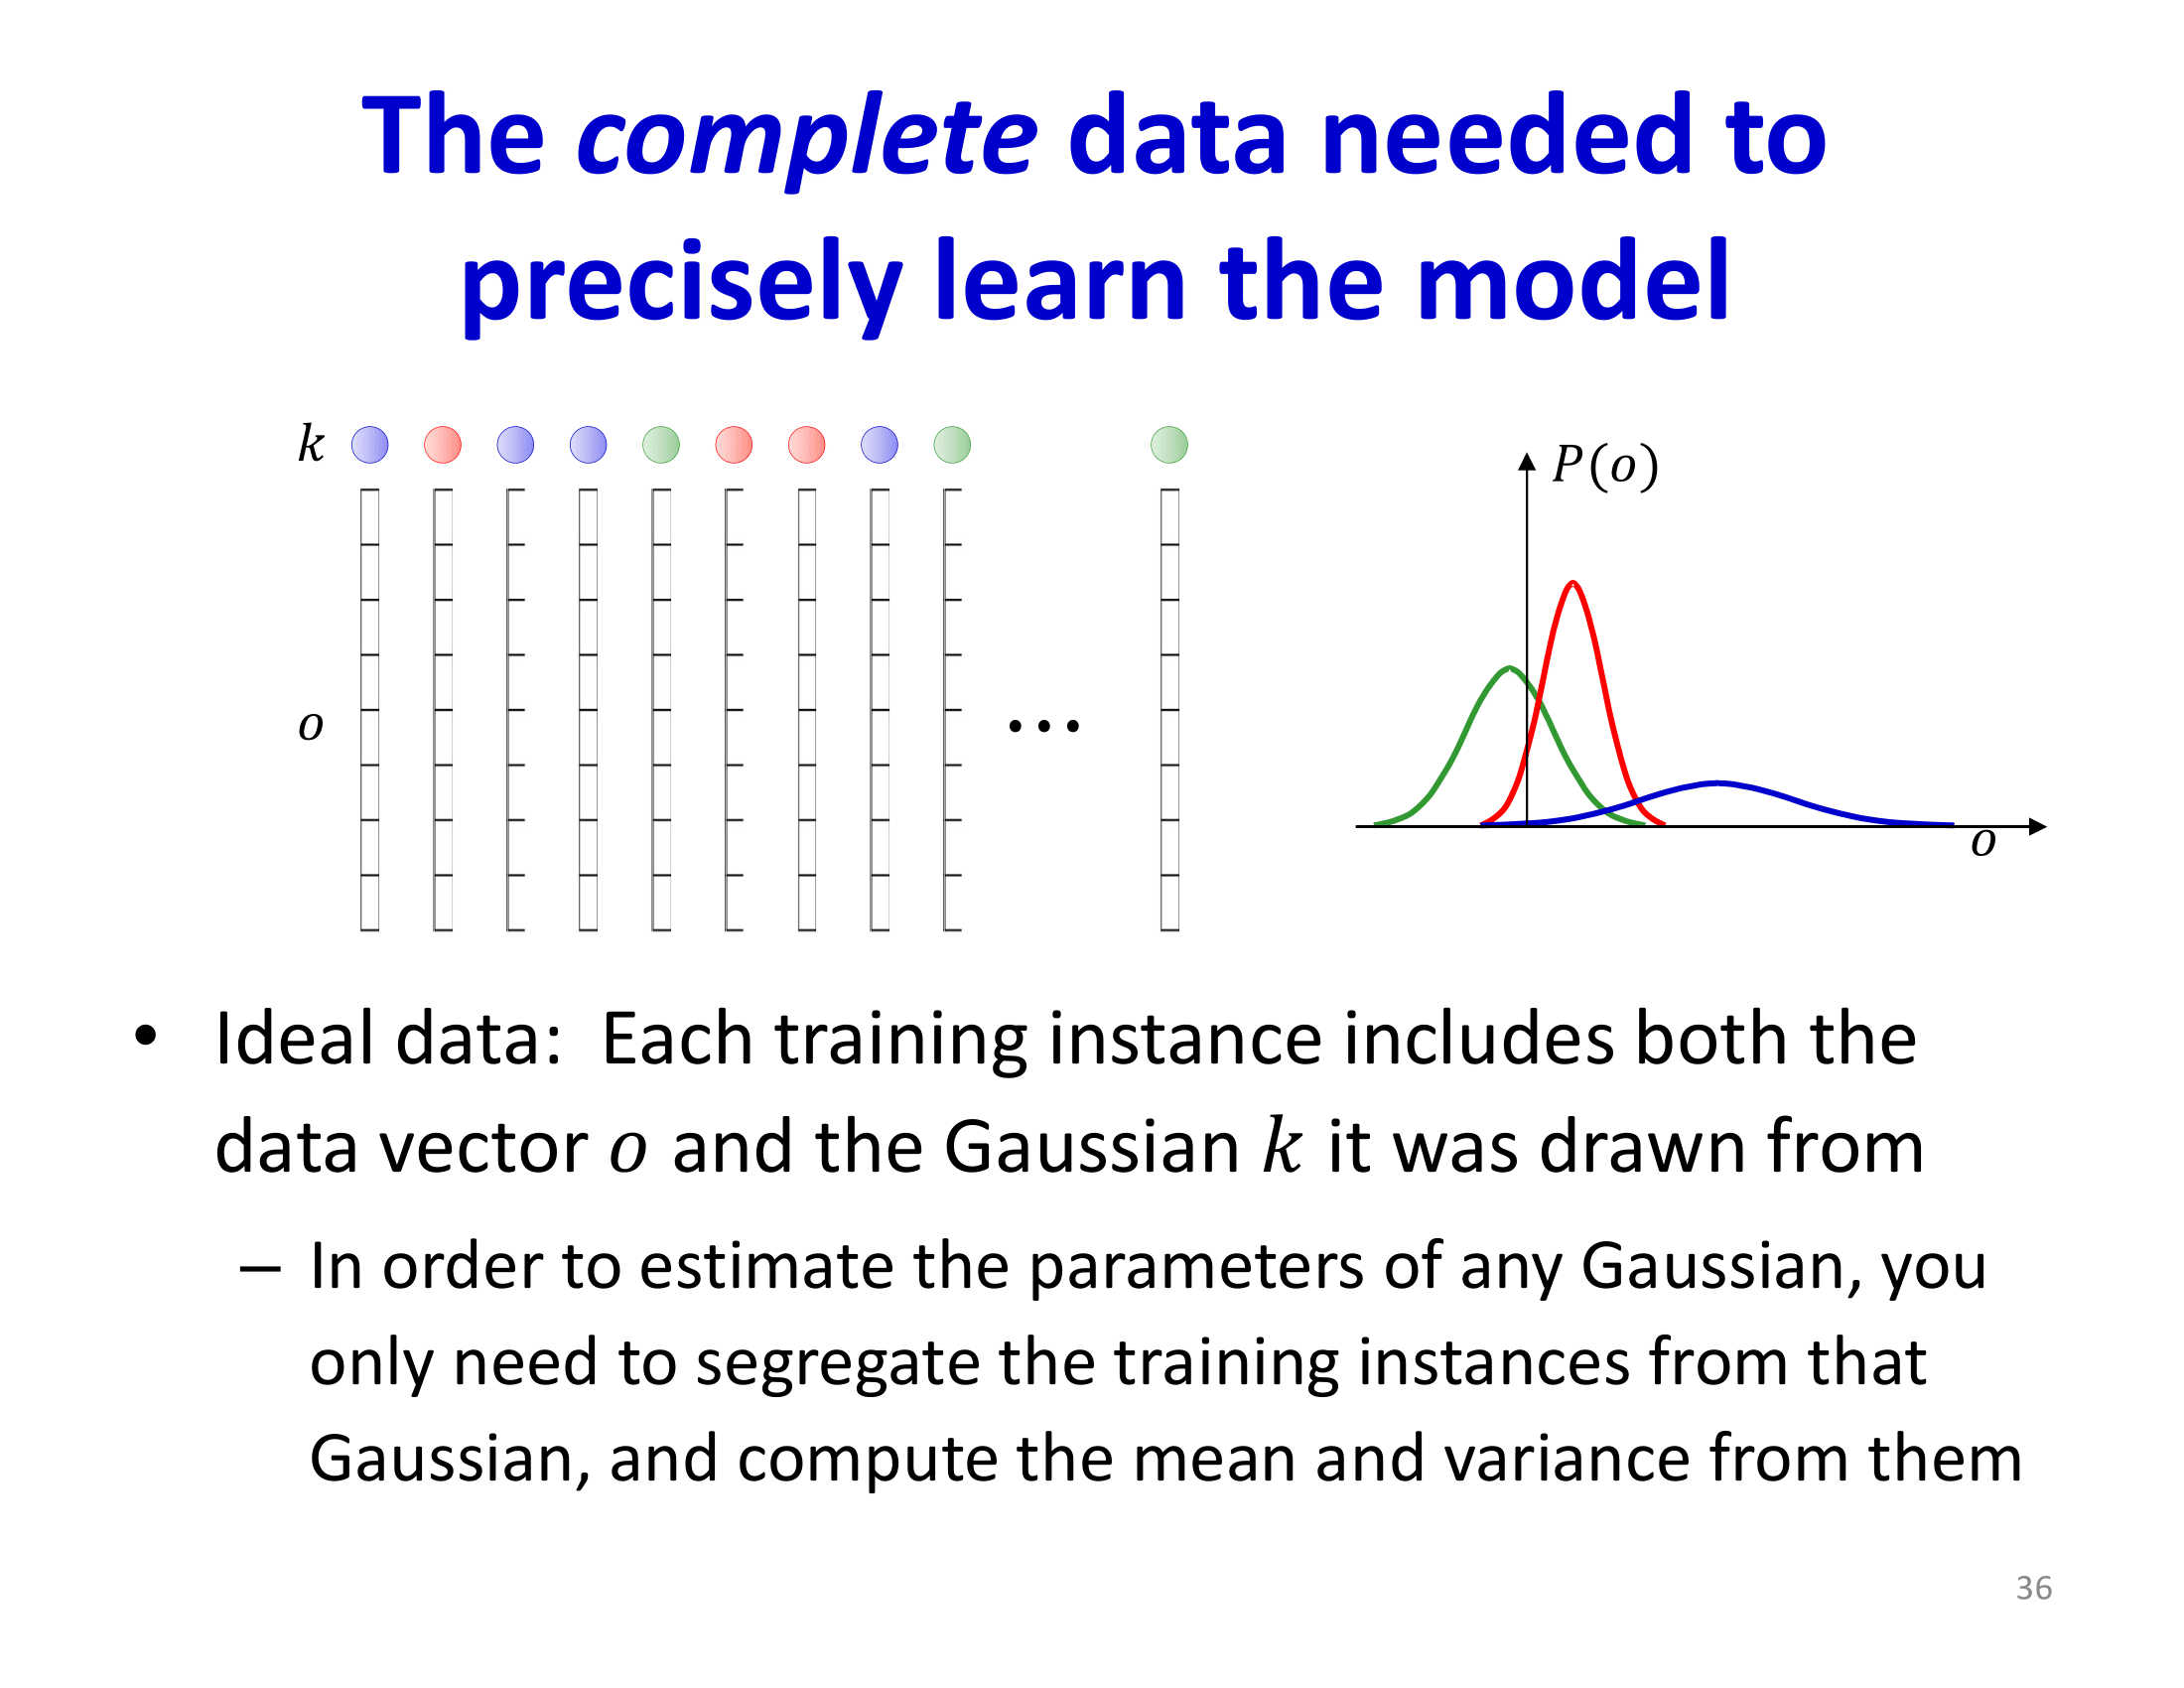 The complete data needed to
precisely learn the model
k
o
...
P(o)
o
• Ideal data: Each training instance includes both the
data vector o and the Gaussian k it was drawn from
– In order to estimate the parameters of any Gaussian, you
only need to segregate the training instances from that
Gaussian, and compute the mean and variance from them
36